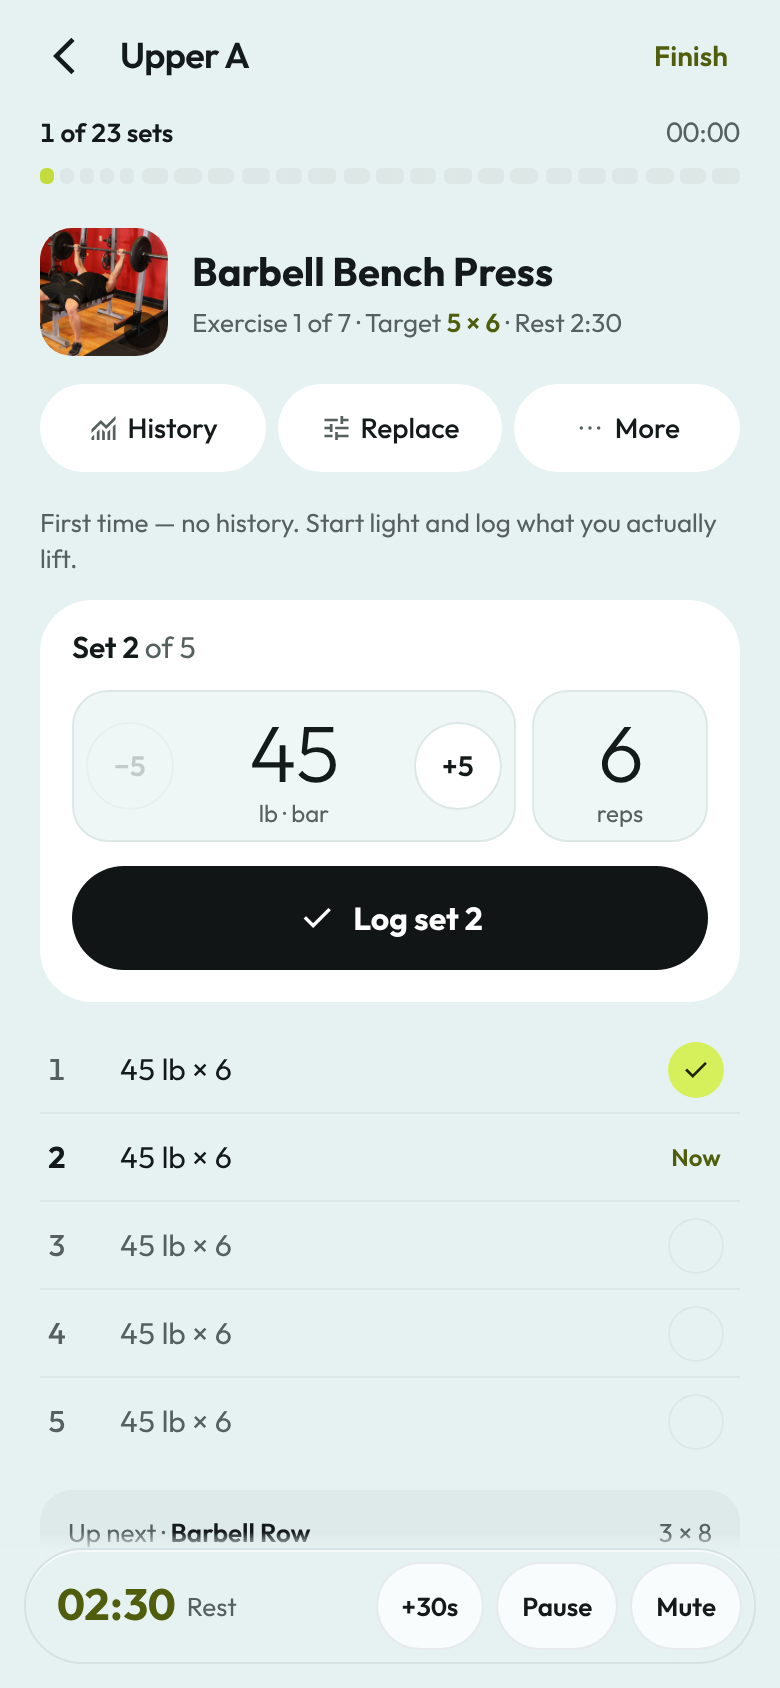 Upper A
Finish
1 of 23 sets
00:00
Barbell Bench Press
Exercise 1 of 7 · Target 5 × 6 · Rest 2:30
History
Replace
··· More
First time — no history. Start light and log what you actually
lift.
Set 2 of 5
−5
45
+5
6
lb · bar
reps
Log set 2
1 45 lb × 6
2 45 lb × 6 Now
3 45 lb × 6
4 45 lb × 6
5 45 lb × 6
Up next · Barbell Row 3 × 8
02:30 Rest
+30s
Pause
Mute